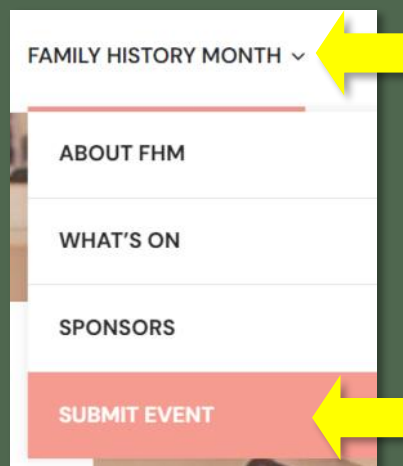 FAMILY HISTORY MONTH
ABOUT FHM
WHAT'S ON
SPONSORS
SUBMIT EVENT